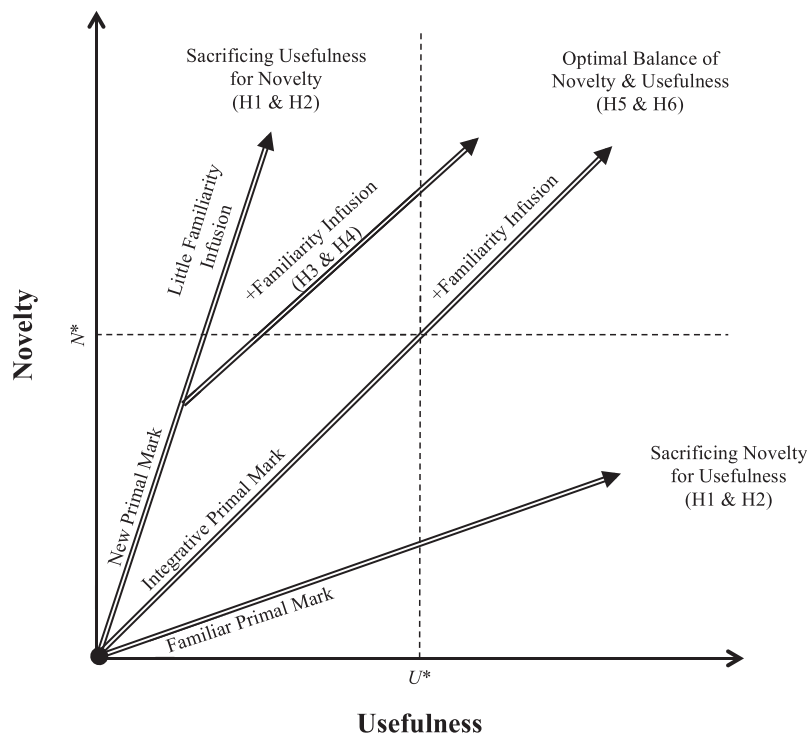 Sacrificing Usefulness
for Novelty
(H1 & H2)
Optimal Balance of
Novelty & Usefulness
(H5 & H6)
Little Familiarity
Infusion
+Familiarity Infusion
(H3 & H4)
+Familiarity Infusion
Novelty
N*
New Primal Mark
Integrative Primal Mark
Familiar Primal Mark
Sacrificing Novelty
for Usefulness
(H1 & H2)
U*
Usefulness